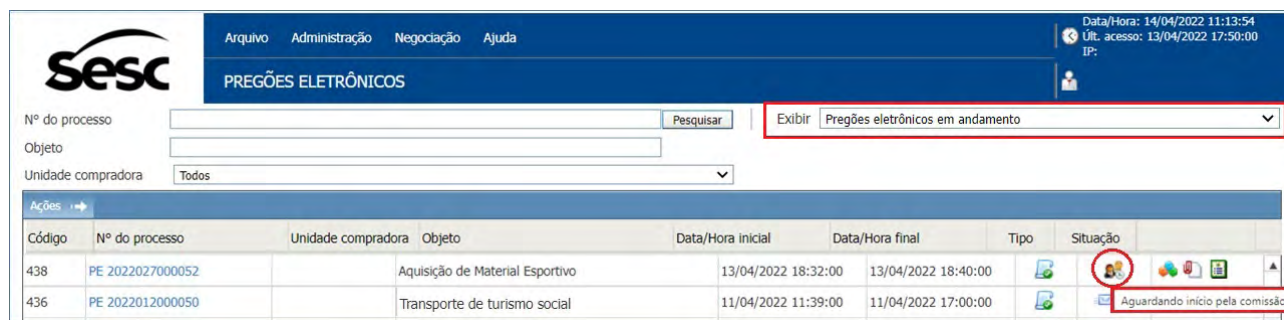 Sesc
Arquivo Administração Negociação Ajuda
Data/Hora: 14/04/2022 11:13:54
Últ. acesso: 13/04/2022 17:50:00
IP:
PREGÕES ELETRÔNICOS
Nº do processo Pesquisar Exibir Pregões eletrônicos em andamento
Objeto
Unidade compradora Todos
Ações
Código Nº do processo Unidade compradora Objeto Data/Hora inicial Data/Hora final Tipo Situação
438 PE 2022027000052 Aquisição de Material Esportivo 13/04/2022 18:32:00 13/04/2022 18:40:00
436 PE 2022012000050 Transporte de turismo social 11/04/2022 11:39:00 11/04/2022 17:00:00
Aguardando início pela comissão